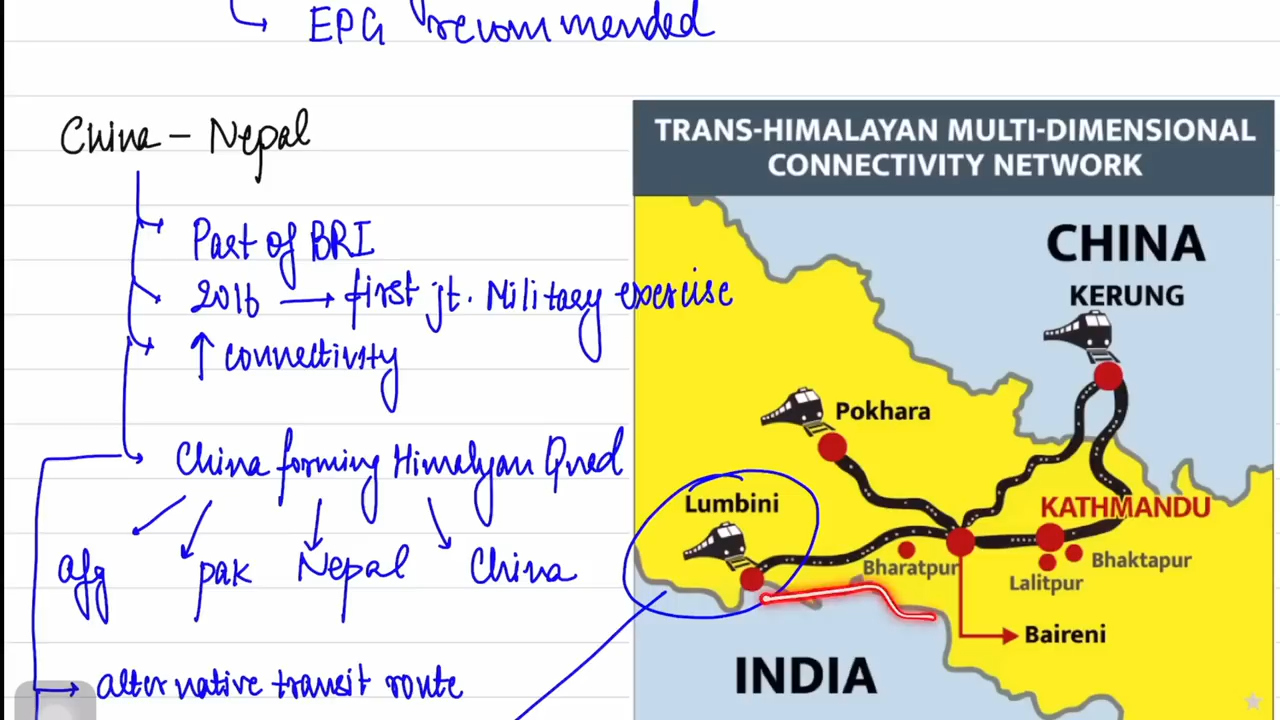 EPG recommended
China - Nepal
Part of BRI
2016 → first jt. Military exercise
↑ connectivity
China forming Himalyan Quad
afg pak Nepal China
alternative transit route
TRANS-HIMALAYAN MULTI-DIMENSIONAL
CONNECTIVITY NETWORK
CHINA
KERUNG
Pokhara
Lumbini
KATHMANDU
Bharatpur
Bhaktapur
Lalitpur
Baireni
INDIA